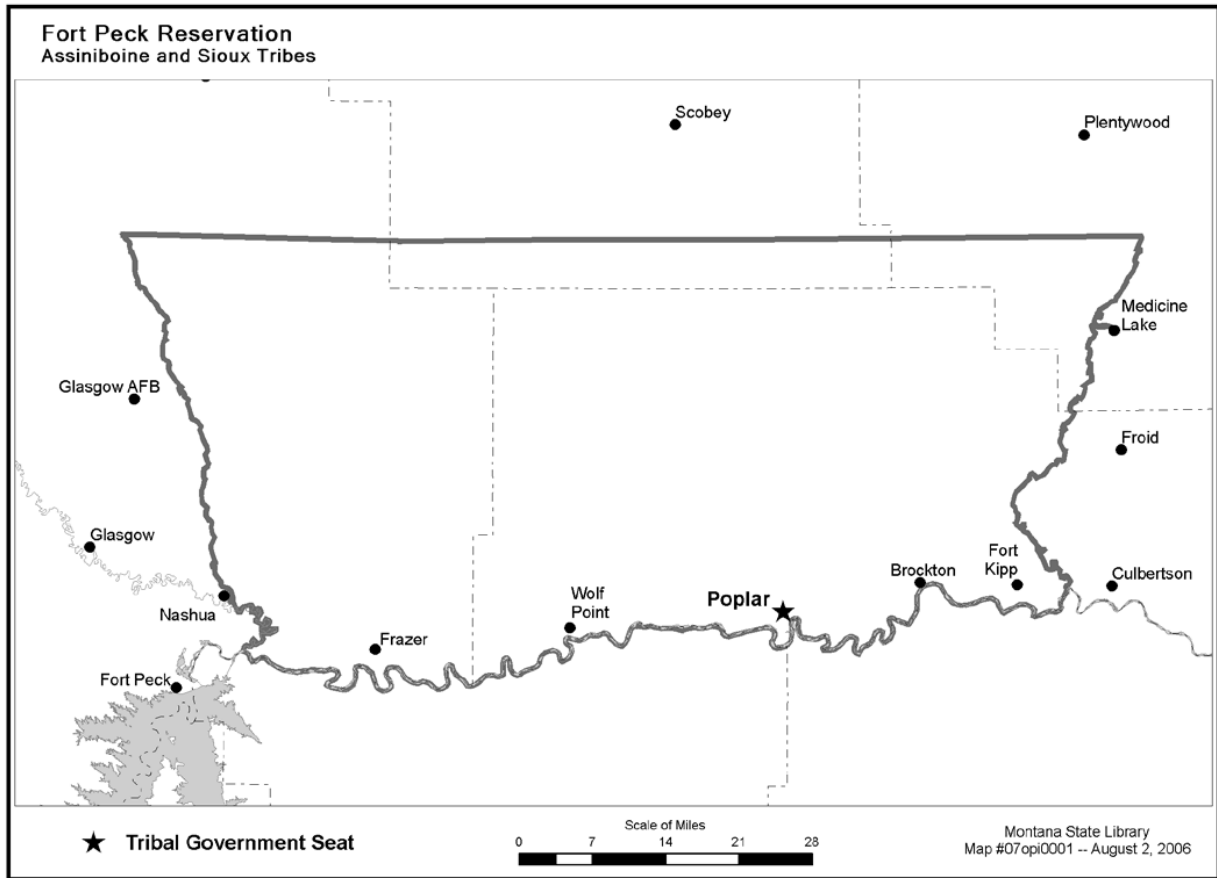 Fort Peck Reservation
Assiniboine and Sioux Tribes
Scobey
Plentywood
Medicine
Lake
Glasgow AFB
Froid
Glasgow
Fort
Kipp
Brockton
Culbertson
Nashua
Wolf
Point
Poplar
Frazer
Fort Peck
Tribal Government Seat
Scale of Miles
0 7 14 21 28
Montana State Library
Map #07opi0001 -- August 2, 2006